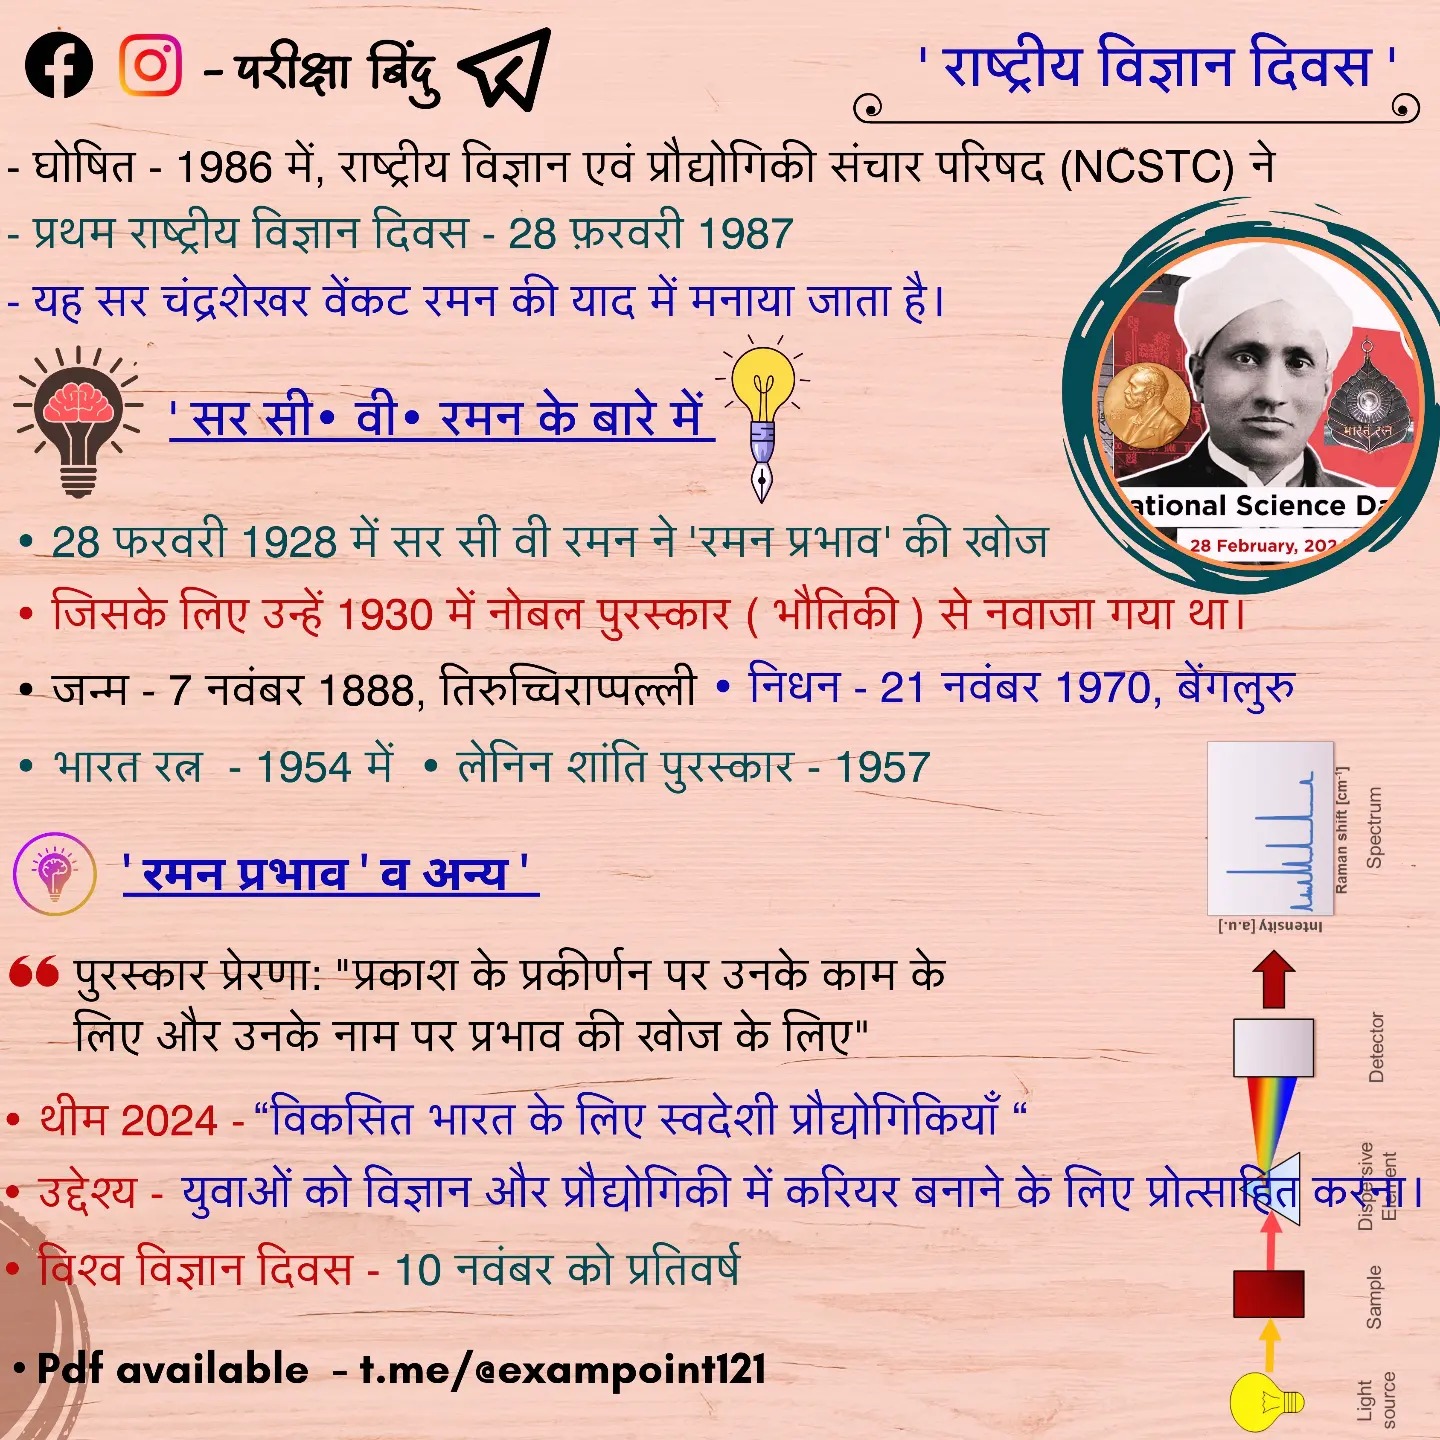 - परीक्षा बिंदु
' राष्ट्रीय विज्ञान दिवस '
- घोषित - 1986 में, राष्ट्रीय विज्ञान एवं प्रौद्योगिकी संचार परिषद (NCSTC) ने
- प्रथम राष्ट्रीय विज्ञान दिवस - 28 फ़रवरी 1987
- यह सर चंद्रशेखर वेंकट रमन की याद में मनाया जाता है।
' सर सी• वी• रमन के बारे में
भारत रत्न
ational Science Da
28 February, 202
• 28 फरवरी 1928 में सर सी वी रमन ने 'रमन प्रभाव' की खोज
• जिसके लिए उन्हें 1930 में नोबल पुरस्कार ( भौतिकी ) से नवाजा गया था।
• जन्म - 7 नवंबर 1888, तिरुच्चिराप्पल्ली • निधन - 21 नवंबर 1970, बेंगलुरु
• भारत रत्न - 1954 में • लेनिन शांति पुरस्कार - 1957
' रमन प्रभाव ' व अन्य '
❝ पुरस्कार प्रेरणा: "प्रकाश के प्रकीर्णन पर उनके काम के
लिए और उनके नाम पर प्रभाव की खोज के लिए"
• थीम 2024 - “विकसित भारत के लिए स्वदेशी प्रौद्योगिकियाँ “
• उद्देश्य - युवाओं को विज्ञान और प्रौद्योगिकी में करियर बनाने के लिए प्रोत्साहित करना।
• विश्व विज्ञान दिवस - 10 नवंबर को प्रतिवर्ष
• Pdf available - t.me/@exampoint121
Raman shift [cm⁻¹]
Spectrum
Intensity [a.u.]
Detector
Dispersive
Element
Sample
Light
source